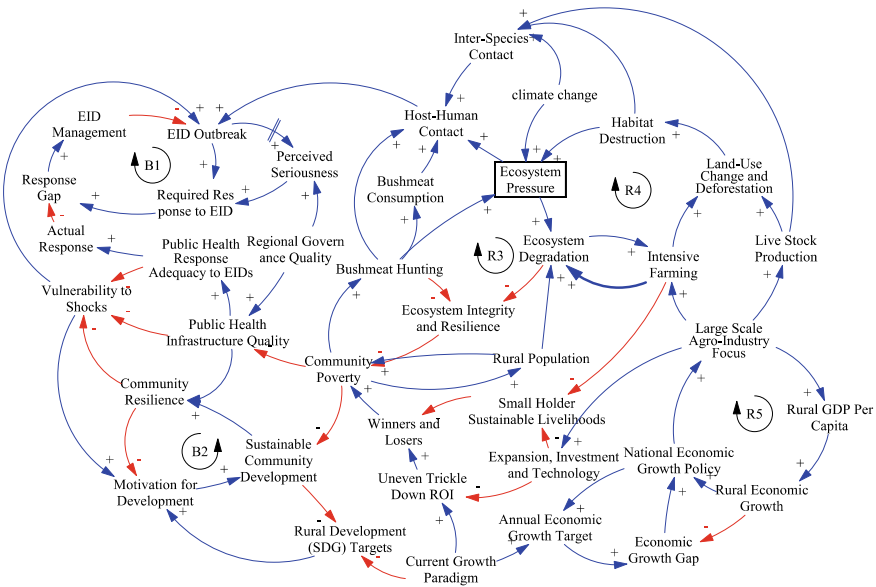 Inter-Species
Contact
climate change
EID
Management
EID Outbreak
Host-Human
Contact
Habitat
Destruction
Perceived
Seriousness
B1
Response
Gap
Required Res
ponse to EID
Bushmeat
Consumption
Ecosystem
Pressure
R4
Land-Use
Change and
Deforestation
Actual
Response
Public Health
Response
Adequacy to EIDs
Regional Govern
ance Quality
Bushmeat Hunting
R3
Ecosystem
Degradation
Intensive
Farming
Live Stock
Production
Vulnerability to
Shocks
Public Health
Infrastructure Quality
Ecosystem Integrity
and Resilience
Large Scale
Agro-Industry
Focus
Community
Poverty
Rural Population
Community
Resilience
Small Holder
Sustainable Livelihoods
R5
Rural GDP Per
Capita
Winners and
Losers
B2
Sustainable
Community
Development
Expansion, Investment
and Technology
National Economic
Growth Policy
Motivation for
Development
Uneven Trickle
Down ROI
Rural Economic
Growth
Annual Economic
Growth Target
Rural Development
(SDG) Targets
Economic
Growth Gap
Current Growth
Paradigm